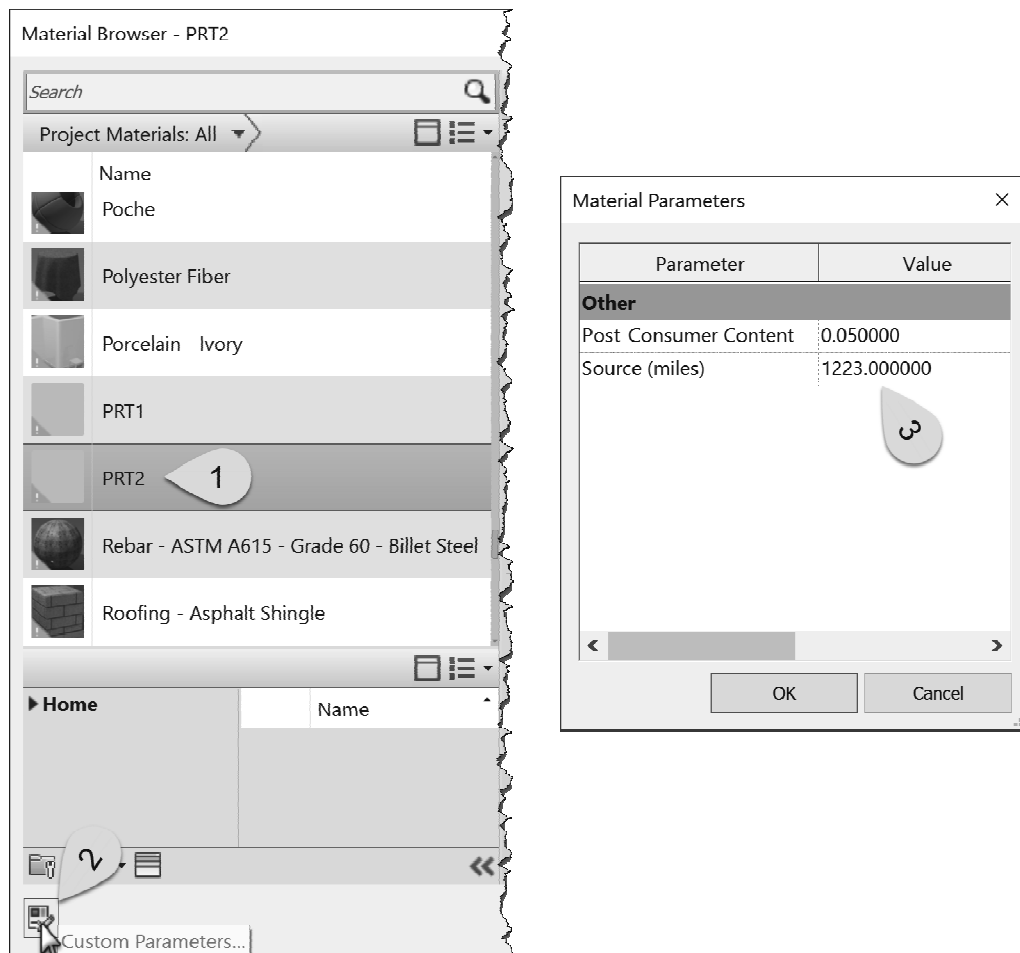 Material Browser - PRT2
Search
Project Materials: All
Name
Poche
Polyester Fiber
Porcelain Ivory
PRT1
PRT2
1
Rebar - ASTM A615 - Grade 60 - Billet Steel
Roofing - Asphalt Shingle
Home
Name
2
Custom Parameters...
Material Parameters
Parameter Value
Other
Post Consumer Content 0.050000
Source (miles) 1223.000000
3
OK Cancel